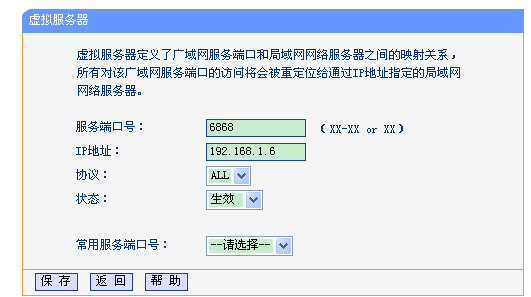 虚拟服务器
虚拟服务器定义了广域网服务端口和局域网网络服务器之间的映射关系，
所有对该广域网服务端口的访问将会被重定位给通过IP地址指定的局域网
网络服务器。
服务端口号： 6868 （XX-XX or XX）
IP地址： 192.168.1.6
协议： ALL
状态： 生效
常用服务端口号： --请选择--
保 存 返 回 帮 助